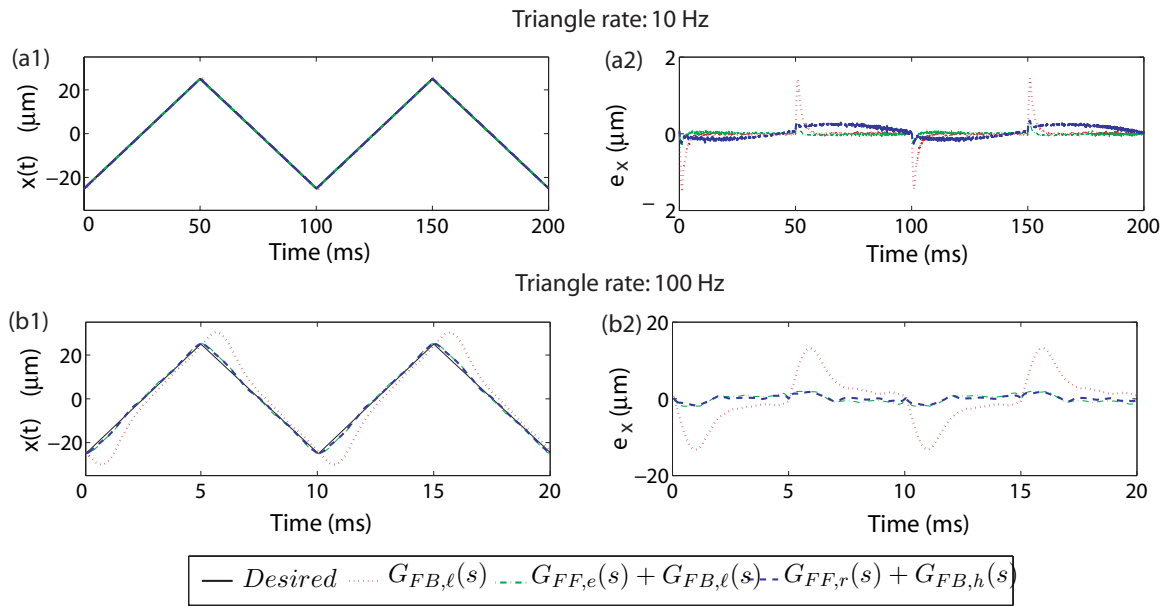 Triangle rate: 10 Hz
(a1)
x(t) (μm)
20
0
−20
0 50 100 150 200
Time (ms)
(a2)
e x (μm)
2
0
−
2
0 50 100 150 200
Time (ms)
Triangle rate: 100 Hz
(b1)
x(t) (μm)
20
0
−20
0 5 10 15 20
Time (ms)
(b2)
e x (μm)
20
0
−20
0 5 10 15 20
Time (ms)
Desired G_{FB,ℓ}(s) G_{FF,e}(s) + G_{FB,ℓ}(s) G_{FF,r}(s) + G_{FB,h}(s)